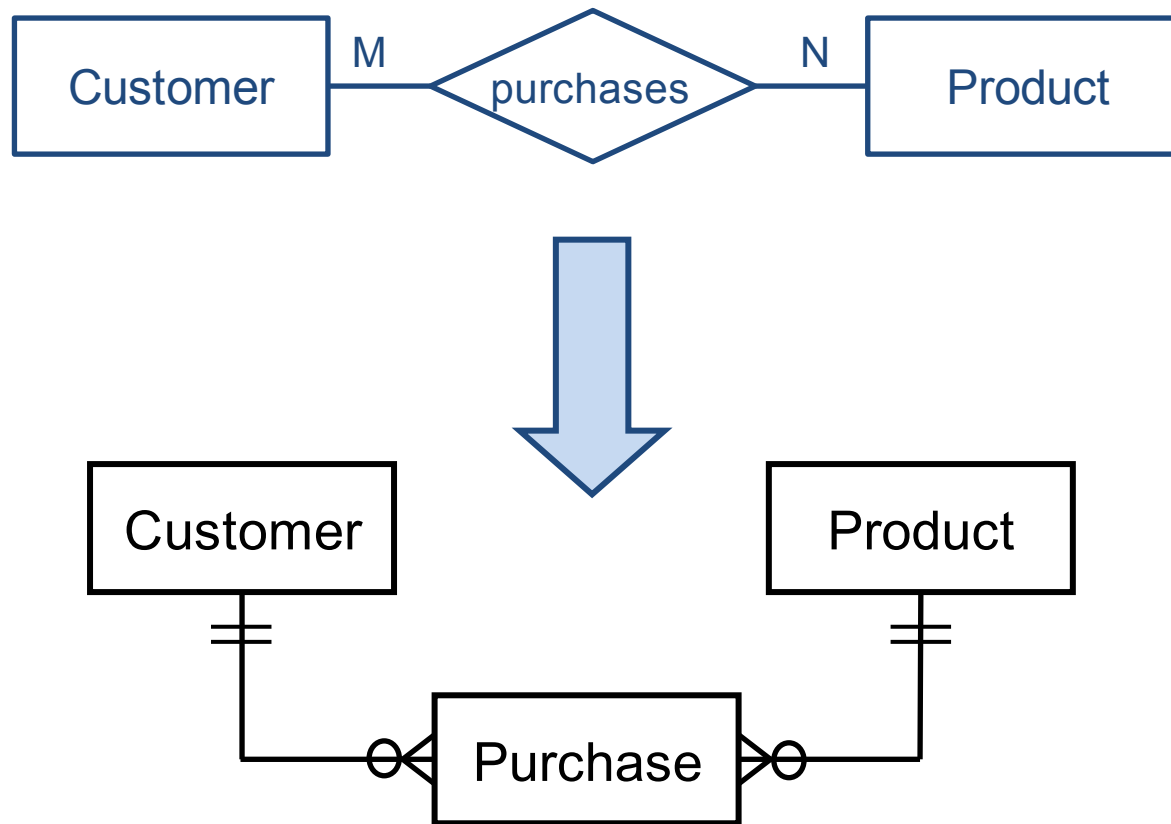 Customer
M
purchases
N
Product
Customer
Product
Purchase